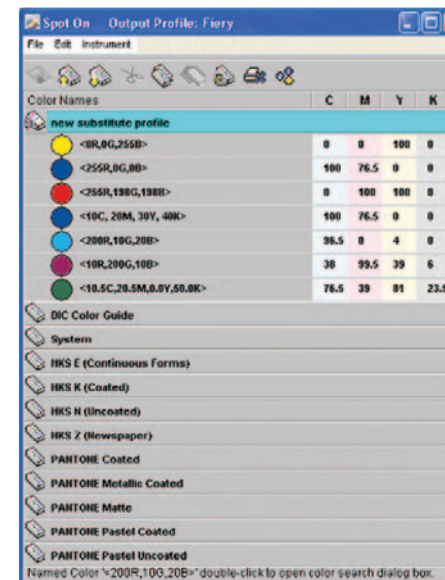 Spot On Output Profile: Fiery
File Edit Instrument
Color Names C M Y K
new substitute profile
<0R,0G,255B> 0 0 100 0
<255R,0G,0B> 100 76.5 0 0
<255R,198G,198B> 0 100 100 0
<10C, 20M, 30Y, 40K> 100 76.5 0 0
<200R,10G,20B> 96.5 0 4 0
<10R,200G,10B> 38 99.5 39 6
<10.5C,20.5M,0.0Y,50.0K> 76.5 39 81 23.5
DIC Color Guide
System
HKS E (Continuous Forms)
HKS K (Coated)
HKS N (Uncoated)
HKS Z (Newspaper)
PANTONE Coated
PANTONE Metallic Coated
PANTONE Matte
PANTONE Pastel Coated
PANTONE Pastel Uncoated
Named Color '<200R,10G,20B>' double-click to open color search dialog box.